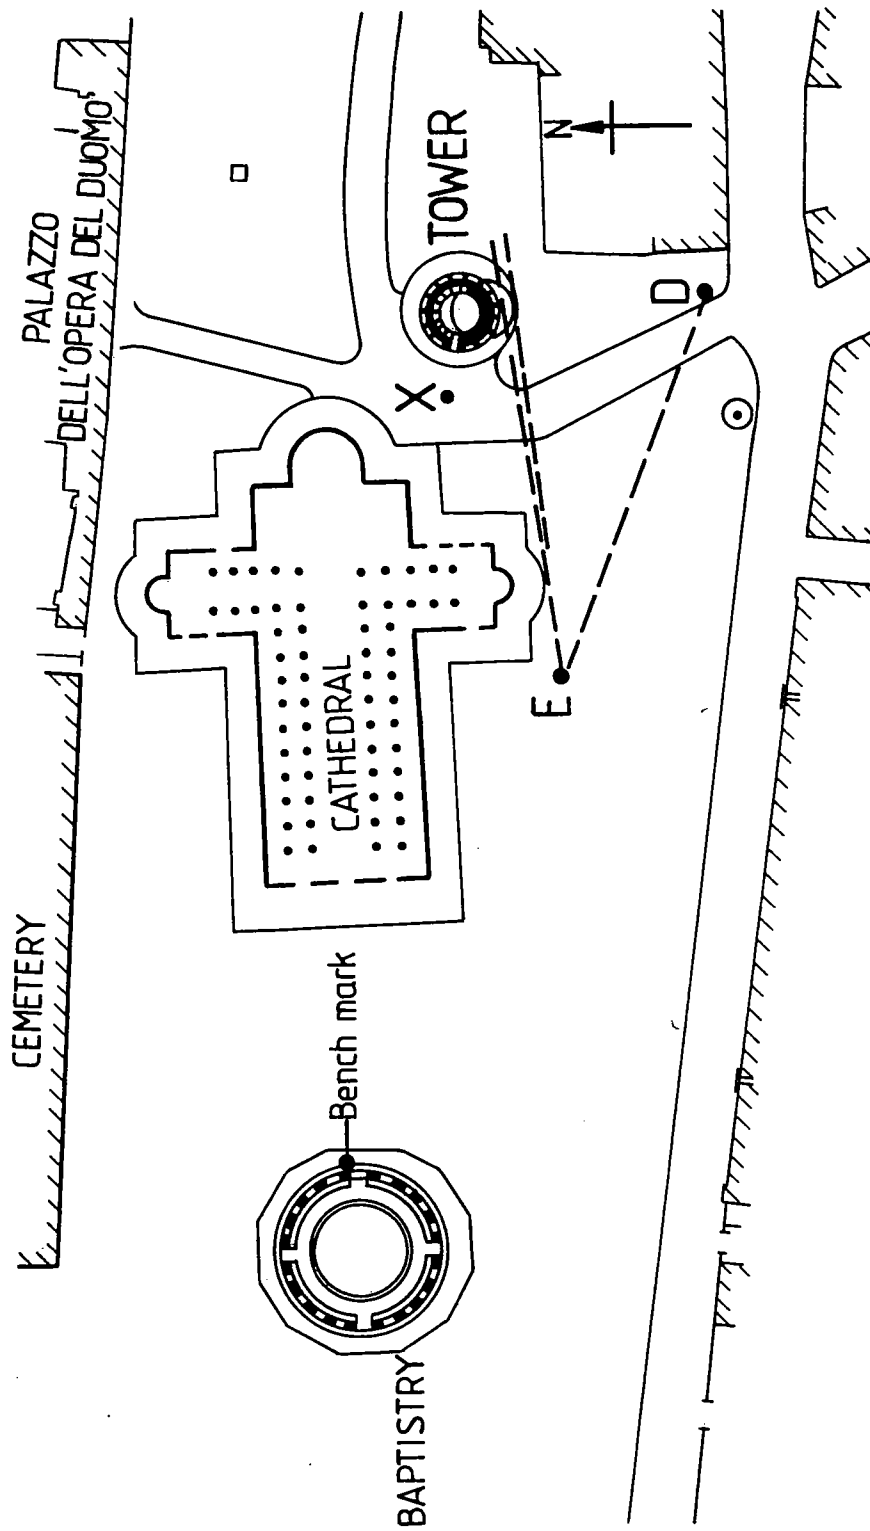 PALAZZO
DELL'OPERA DEL DUOMO
CEMETERY
TOWER
N
X
D
E
CATHEDRAL
Bench mark
BAPTISTRY